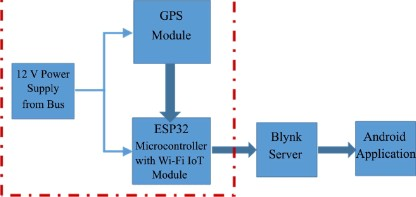 GPS
Module
12 V Power
Supply
from Bus
ESP32
Microcontroller
with Wi-Fi IoT
Module
Blynk
Server
Android
Application